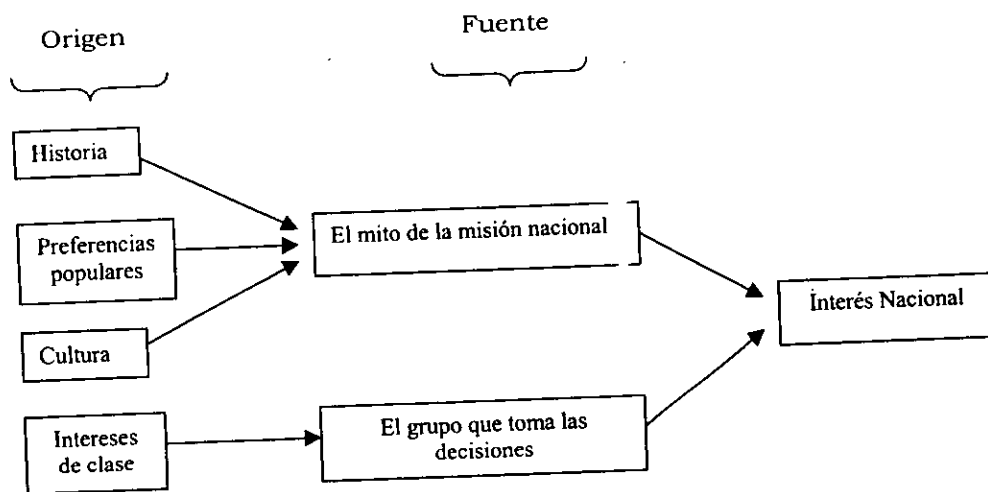 Origen
Fuente
Historia
Preferencias
populares
Cultura
Intereses
de clase
El mito de la misión nacional
El grupo que toma las
decisiones
Interés Nacional